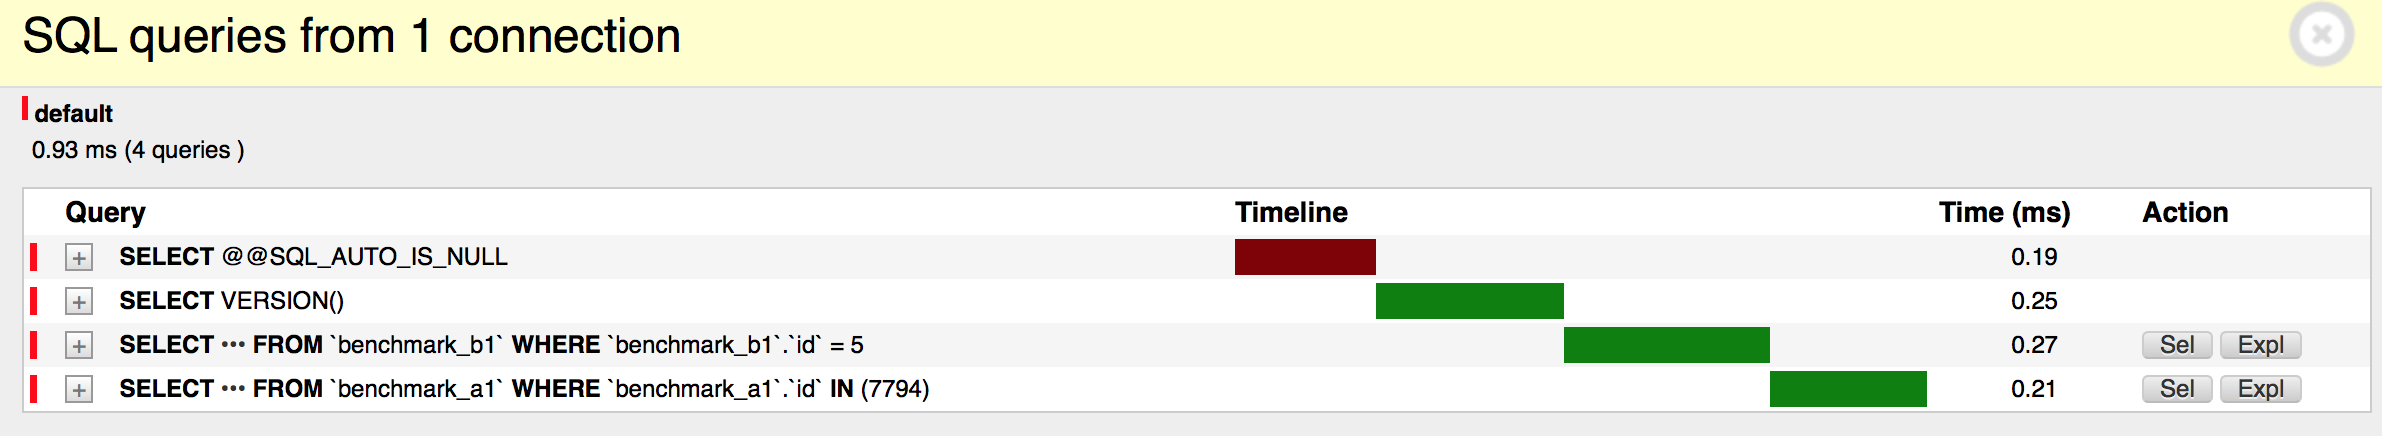 SQL queries from 1 connection
default
0.93 ms (4 queries )
Query Timeline Time (ms) Action
+ SELECT @@SQL_AUTO_IS_NULL 0.19
+ SELECT VERSION() 0.25
+ SELECT ••• FROM `benchmark_b1` WHERE `benchmark_b1`.`id` = 5 0.27 Sel Expl
+ SELECT ••• FROM `benchmark_a1` WHERE `benchmark_a1`.`id` IN (7794) 0.21 Sel Expl